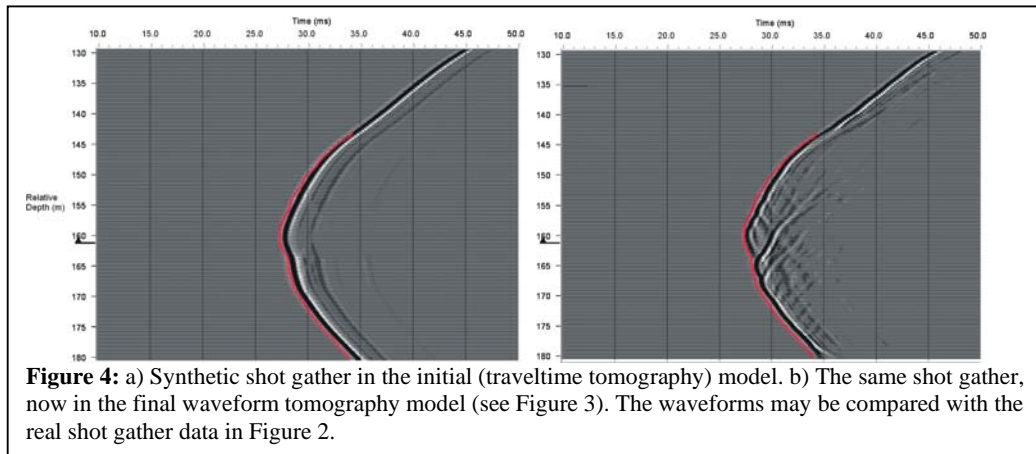 Time (ms)
10.0 15.0 20.0 25.0 30.0 35.0 40.0 45.0 50.0
130
135
140
145
150
155
160
165
170
175
180
Relative
Depth (m)
Time (ms)
10.0 15.0 20.0 25.0 30.0 35.0 40.0 45.0 50.0
130
135
140
145
150
155
160
165
170
175
180
Figure 4: a) Synthetic shot gather in the initial (traveltime tomography) model. b) The same shot gather,
now in the final waveform tomography model (see Figure 3). The waveforms may be compared with the
real shot gather data in Figure 2.